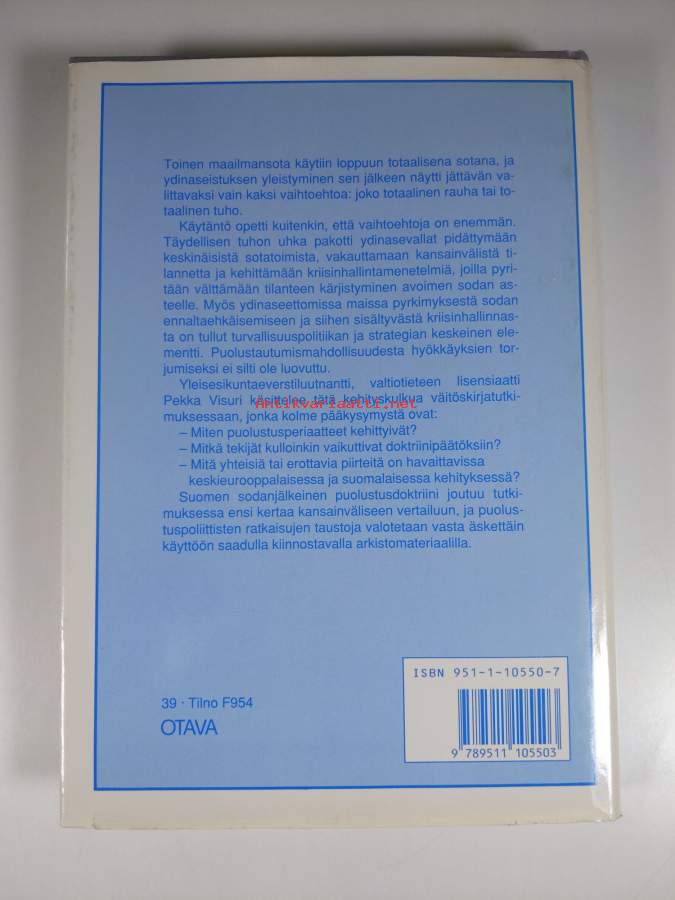 Toinen maailmansota käytiin loppuun totaalisena sotana, ja
ydinaseistuksen yleistyminen sen jälkeen näytti jättävän va-
littavaksi vain kaksi vaihtoehtoa: joko totaalinen rauha tai to-
taalinen tuho.
Käytäntö opetti kuitenkin, että vaihtoehtoja on enemmän.
Täydellisen tuhon uhka pakotti ydinasevallat pidättymään
keskinäisistä sotatoimista, vakauttamaan kansainvälistä ti-
lannetta ja kehittämään kriisinhallintamenetelmiä, joilla pyri-
tään välttämään tilanteen kärjistyminen avoimen sodan as-
teelle. Myös ydinaseettomissa maissa pyrkimyksestä sodan
ennaltaehkäisemiseen ja siihen sisältyvästä kriisinhallinnas-
ta on tullut turvallisuuspolitiikan ja strategian keskeinen ele-
mentti. Puolustautumismahdollisuudesta hyökkäyksien tor-
jumiseksi ei silti ole luovuttu.
Yleisesikuntaeverstiluutnantti, valtiotieteen lisensiaatti
Pekka Visuri käsittelee tätä kehityskulkua väitöskirjatutki-
Antikvariaatti.net
muksessaan, jonka kolme pääkysymystä ovat:
– Miten puolustusperiaatteet kehittyivät?
– Mitkä tekijät kulloinkin vaikuttivat doktriinipäätöksiin?
– Mitä yhteisiä tai erottavia piirteitä on havaittavissa
keskieurooppalaisessa ja suomalaisessa kehityksessä?
Suomen sodanjälkeinen puolustusdoktriini joutuu tutki-
muksessa ensi kertaa kansainväliseen vertailuun, ja puolus-
tuspoliittisten ratkaisujen taustoja valotetaan vasta äskettäin
käyttöön saadulla kiinnostavalla arkistomateriaalilla.
ISBN 951-1-10550-7
39 · Tilno F954
OTAVA
9 789511 105503